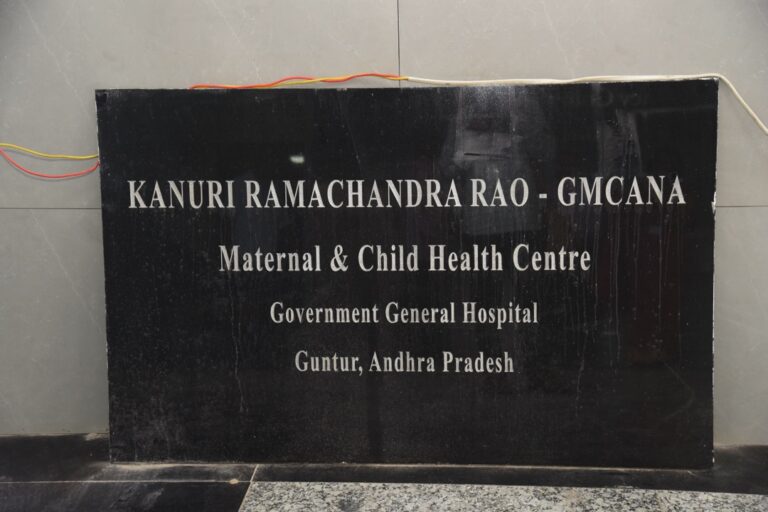 KANURI RAMACHANDRA RAO - GMCANA
Maternal & Child Health Centre
Government General Hospital
Guntur, Andhra Pradesh